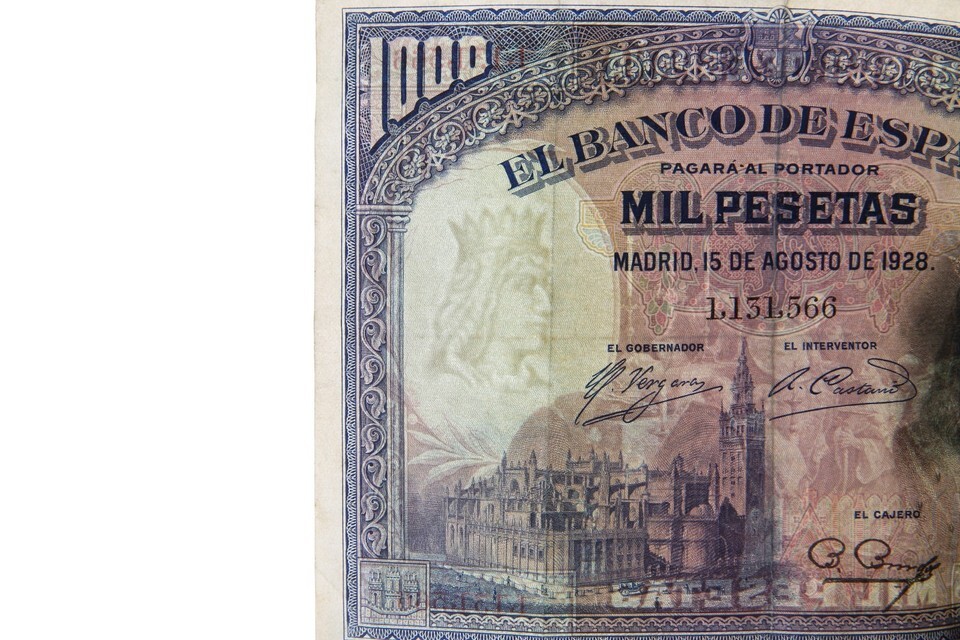 1000
EL BANCO DE ESPA
PAGARÁ AL PORTADOR
MIL PESETAS
MADRID, 15 DE AGOSTO DE 1928.
1,131,566
EL GOBERNADOR EL INTERVENTOR
EL CAJERO